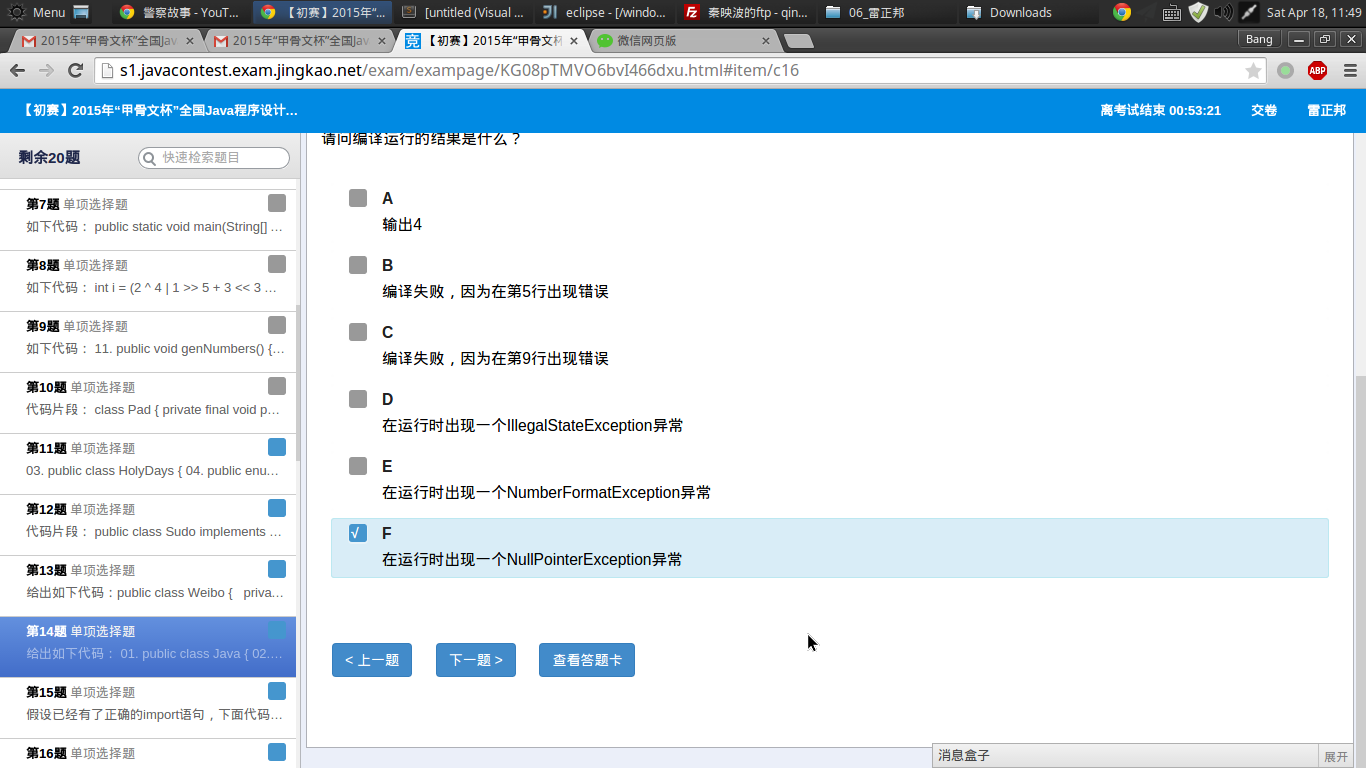 Menu
警察故事 - YouT...
【初赛】2015年“...
[untitled (Visual ...
eclipse - [/windo...
秦映波的ftp - qin...
06_雷正邦
Downloads
Sat Apr 18, 11:49
2015年“甲骨文杯”全国Jav
2015年“甲骨文杯”全国Jav
【初赛】2015年“甲骨文杯
微信网页版
Bang
s1.javacontest.exam.jingkao.net/exam/exampage/KG08pTMVO6bvI466dxu.html#item/c16
ABP
【初赛】2015年“甲骨文杯”全国Java程序设计…
离考试结束 00:53:21
交卷
雷正邦
剩余20题
快速检索题目
第7题 单项选择题
如下代码： public static void main(String[] …
第8题 单项选择题
如下代码： int i = (2 ^ 4 | 1 >> 5 + 3 << 3 …
第9题 单项选择题
如下代码： 11. public void genNumbers() {…
第10题 单项选择题
代码片段： class Pad { private final void p…
第11题 单项选择题
03. public class HolyDays { 04. public enu…
第12题 单项选择题
代码片段： public class Sudo implements …
第13题 单项选择题
给出如下代码：public class Weibo { priva…
第14题 单项选择题
给出如下代码： 01. public class Java { 02.…
第15题 单项选择题
假设已经有了正确的import语句，下面代码…
第16题 单项选择题
请问编译运行的结果是什么？
A
输出4
B
编译失败，因为在第5行出现错误
C
编译失败，因为在第9行出现错误
D
在运行时出现一个IllegalStateException异常
E
在运行时出现一个NumberFormatException异常
√ F
在运行时出现一个NullPointerException异常
< 上一题
下一题 >
查看答题卡
消息盒子
展开